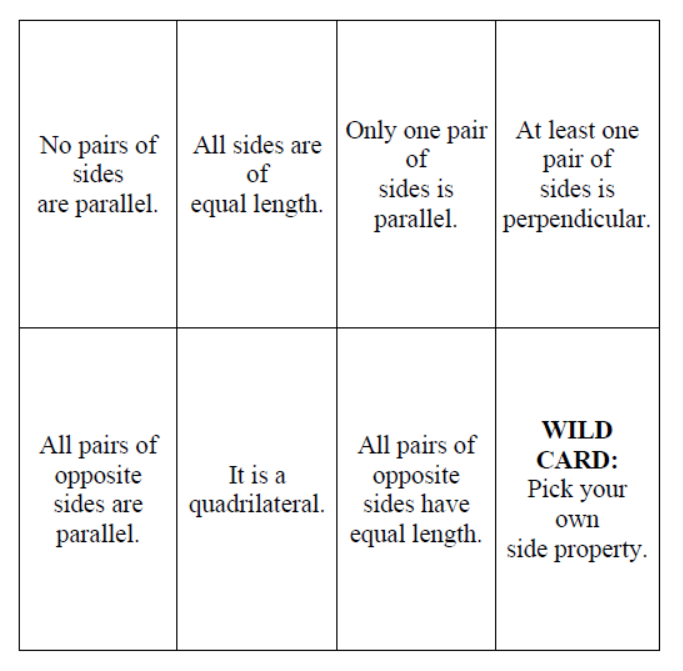 No pairs of
sides
are parallel.
All sides are
of
equal length.
Only one pair
of
sides is
parallel.
At least one
pair of
sides is
perpendicular.
All pairs of
opposite
sides are
parallel.
It is a
quadrilateral.
All pairs of
opposite
sides have
equal length.
WILD
CARD:
Pick your
own
side property.